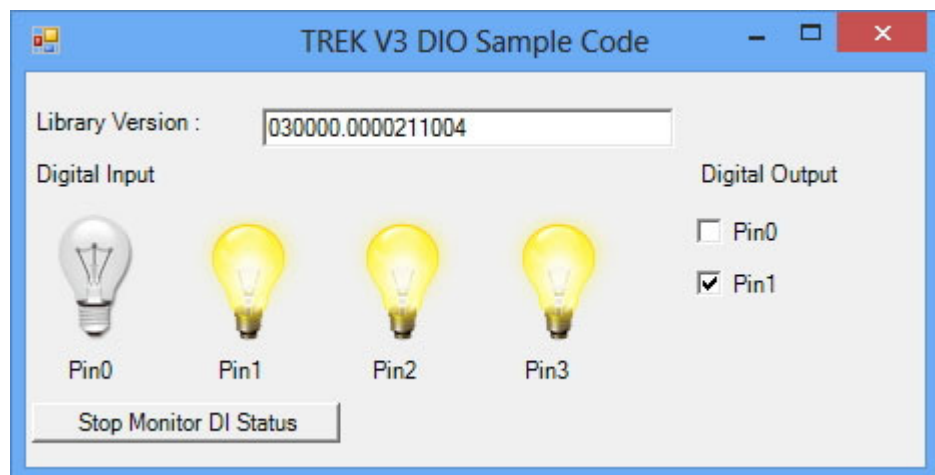 TREK V3 DIO Sample Code
Library Version :
030000.0000211004
Digital Input
Digital Output
Pin0
Pin1
Pin0
Pin1
Pin2
Pin3
Stop Monitor DI Status